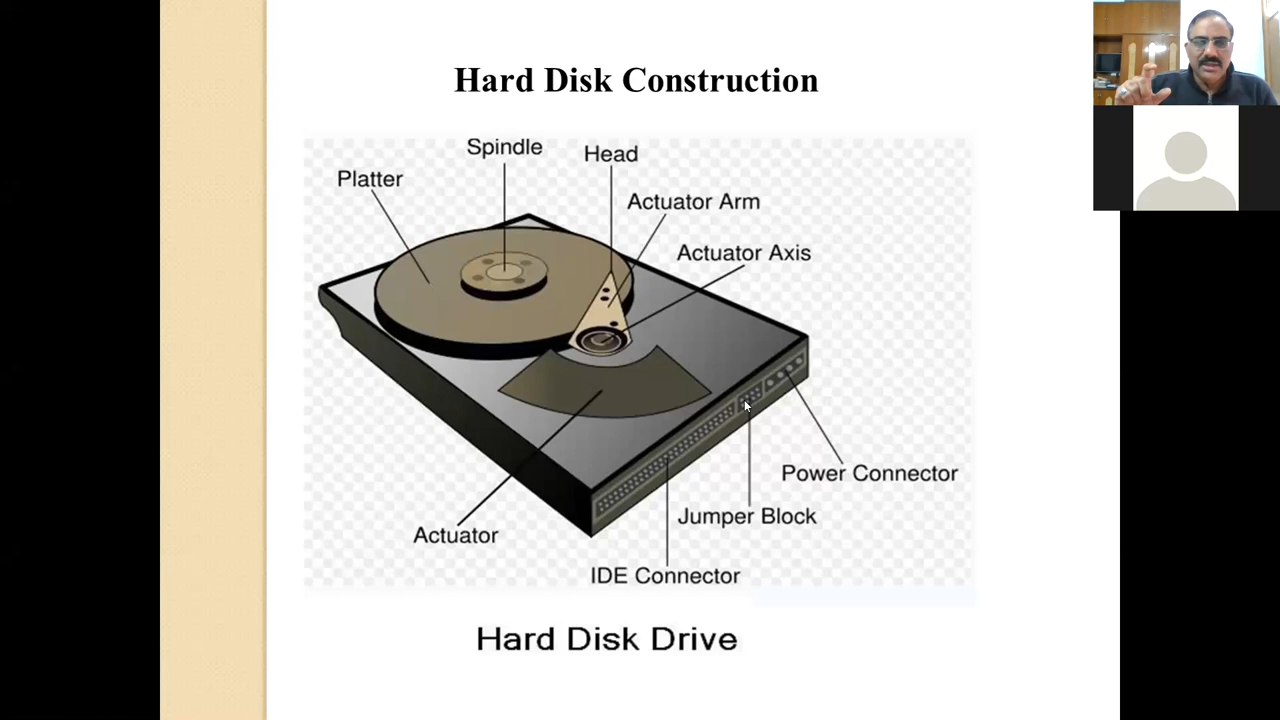 Hard Disk Construction
Spindle
Head
Platter
Actuator Arm
Actuator Axis
Power Connector
Jumper Block
Actuator
IDE Connector
Hard Disk Drive